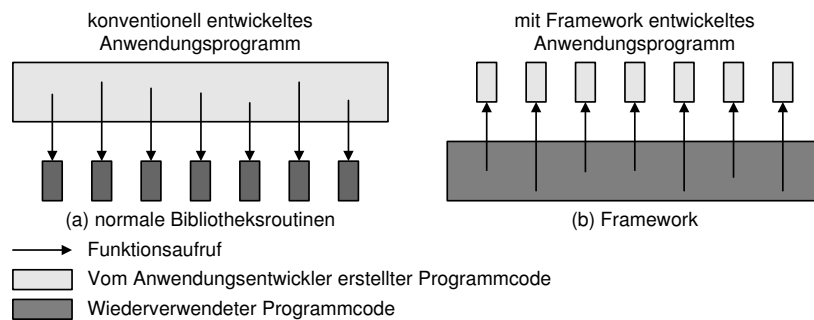 konventionell entwickeltes
Anwendungsprogramm
mit Framework entwickeltes
Anwendungsprogramm
(a) normale Bibliotheksroutinen
(b) Framework
Funktionsaufruf
Vom Anwendungsentwickler erstellter Programmcode
Wiederverwendeter Programmcode